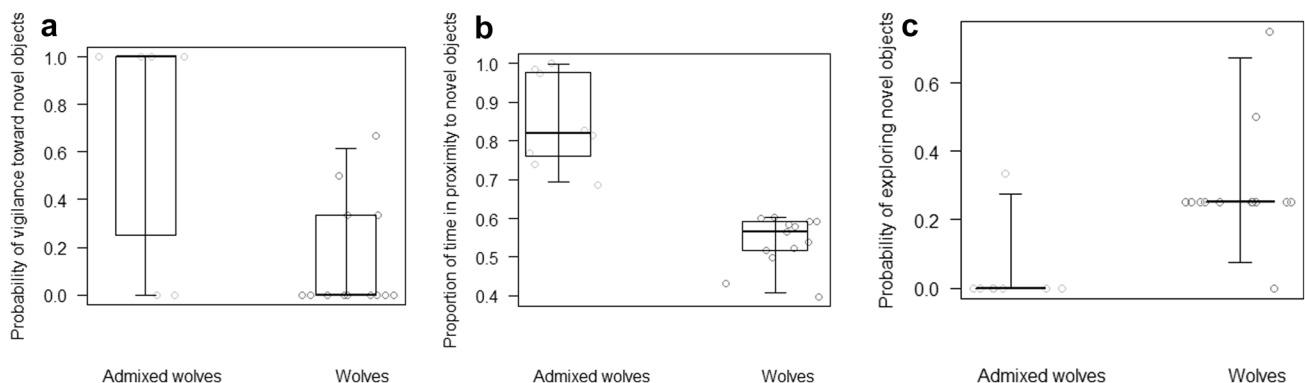 a
Probability of vigilance toward novel objects
1.0
0.8
0.6
0.4
0.2
0.0
Admixed wolves
Wolves
b
Proportion of time in proximity to novel objects
1.0
0.9
0.8
0.7
0.6
0.5
0.4
Admixed wolves
Wolves
c
Probability of exploring novel objects
0.6
0.4
0.2
0.0
Admixed wolves
Wolves